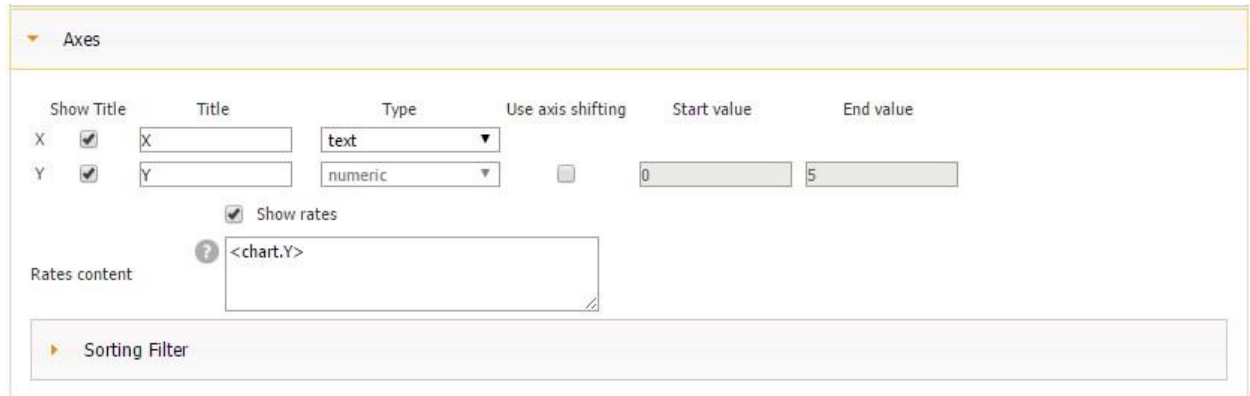 Axes
Show Title Title Type Use axis shifting Start value End value
X X text
Y Y numeric 0 5
Show rates
? <chart.Y>
Rates content
Sorting Filter